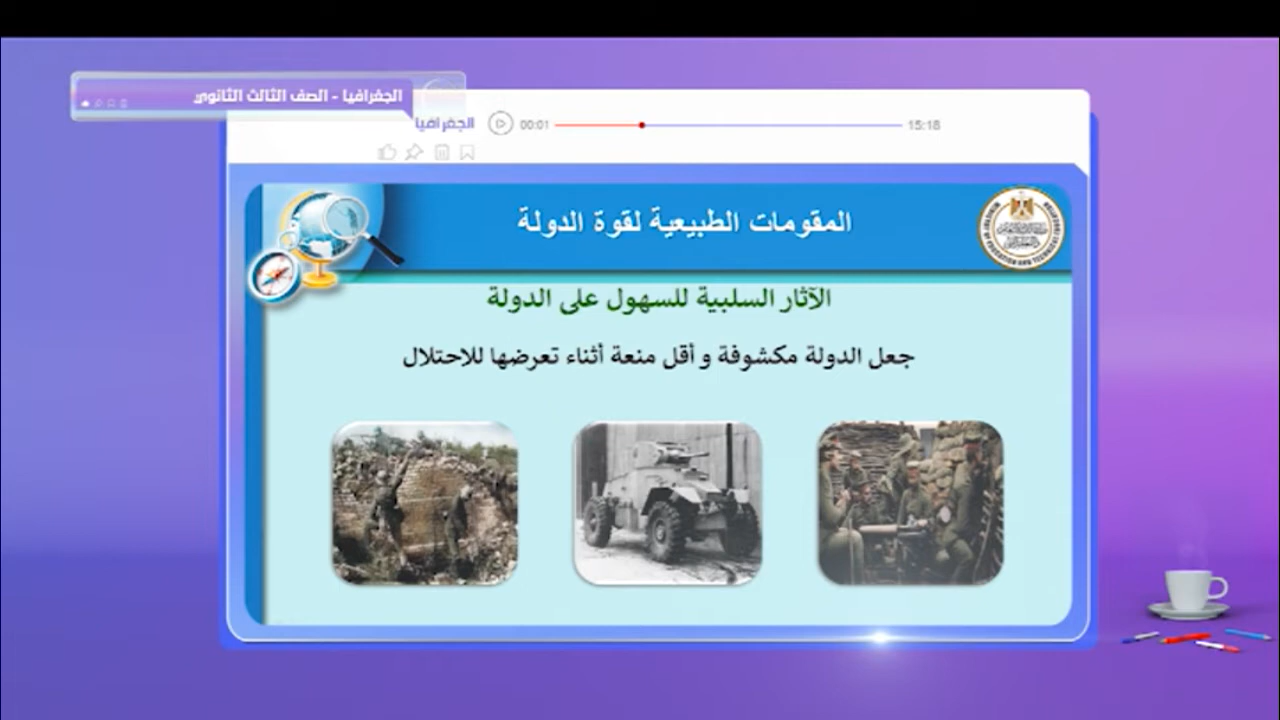 الجغرافيا - الصف الثالث الثانوي
الجغرافيا
00:01
15:18
المقومات الطبيعية لقوة الدولة
الآثار السلبية للسهول على الدولة
جعل الدولة مكشوفة و أقل منعة أثناء تعرضها للاحتلال